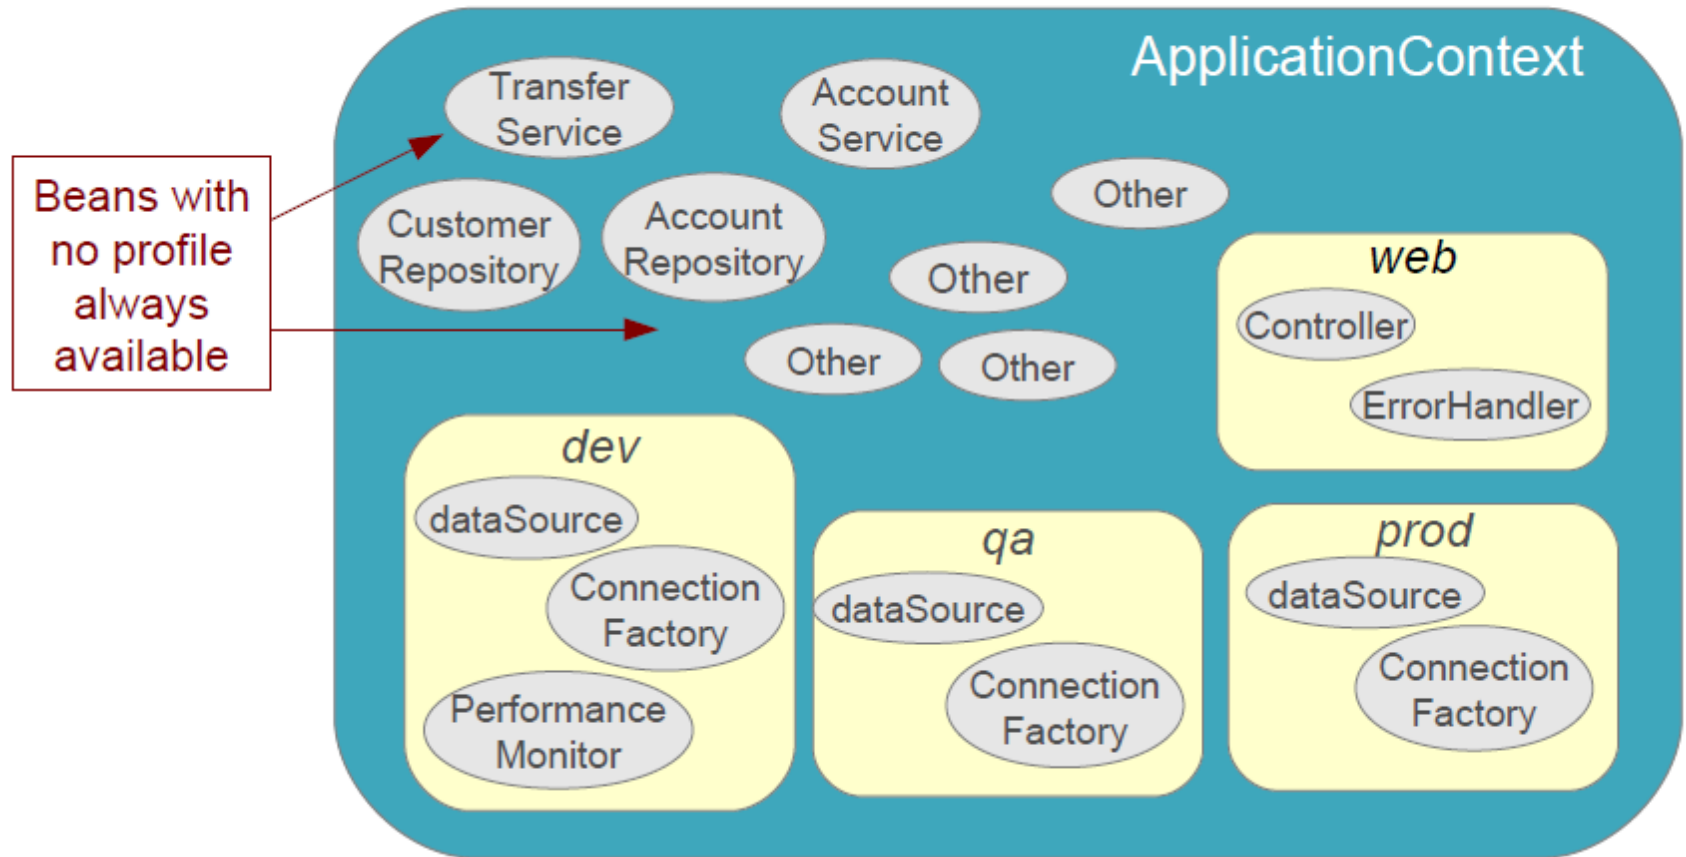 ApplicationContext
Transfer
Service
Account
Service
Beans with
no profile
always
available
Customer
Repository
Account
Repository
Other
Other
Other
Other
web
Controller
ErrorHandler
dev
dataSource
Connection
Factory
Performance
Monitor
qa
dataSource
Connection
Factory
prod
dataSource
Connection
Factory